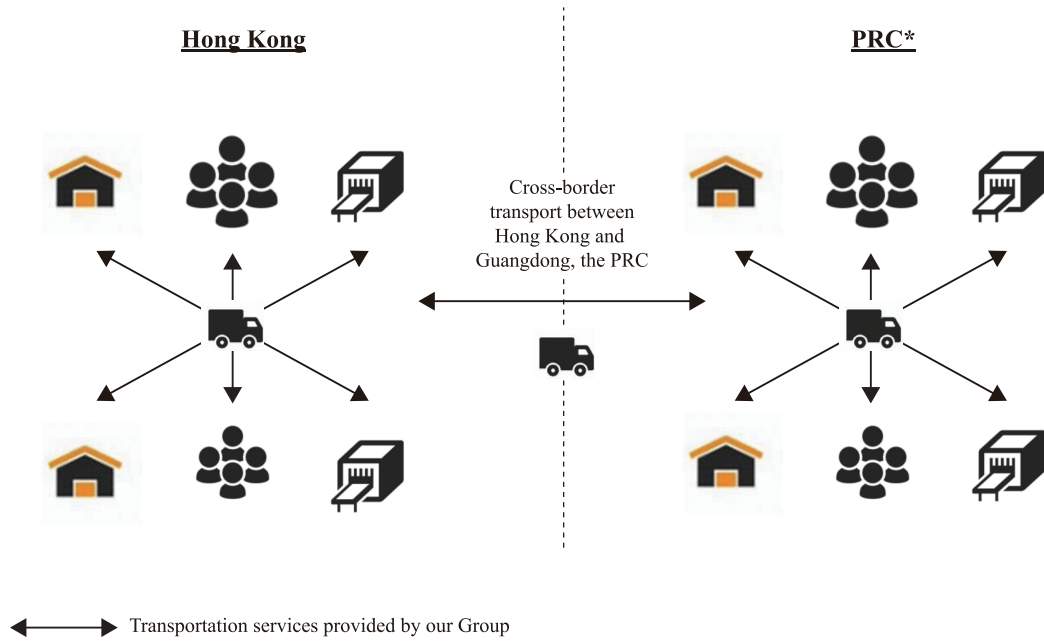 Hong Kong
PRC*
Cross-border
transport between
Hong Kong and
Guangdong, the PRC
Transportation services provided by our Group